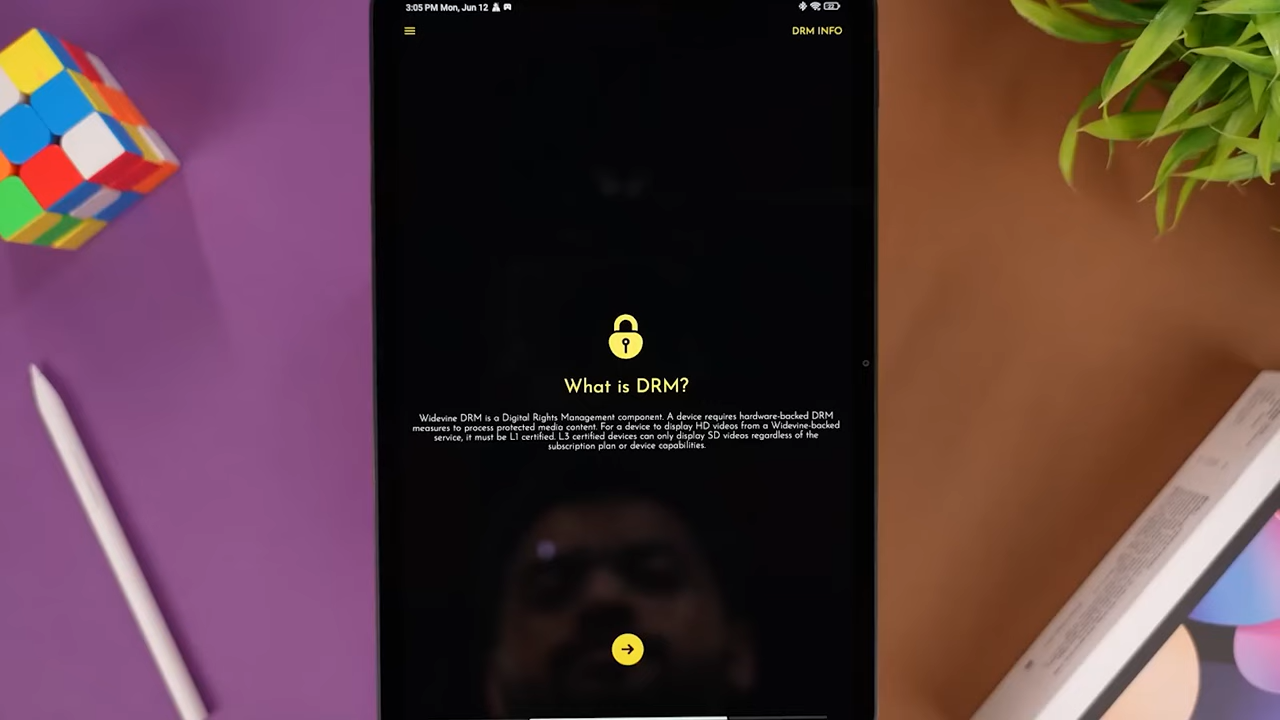 3:05 PM Mon, Jun 12
22
DRM INFO
What is DRM?
Widevine DRM is a Digital Rights Management component. A device requires hardware-backed DRM
measures to process protected media content. For a device to display HD videos from a Widevine-backed
service, it must be L1 certified. L3 certified devices can only display SD videos regardless of the
subscription plan or device capabilities.